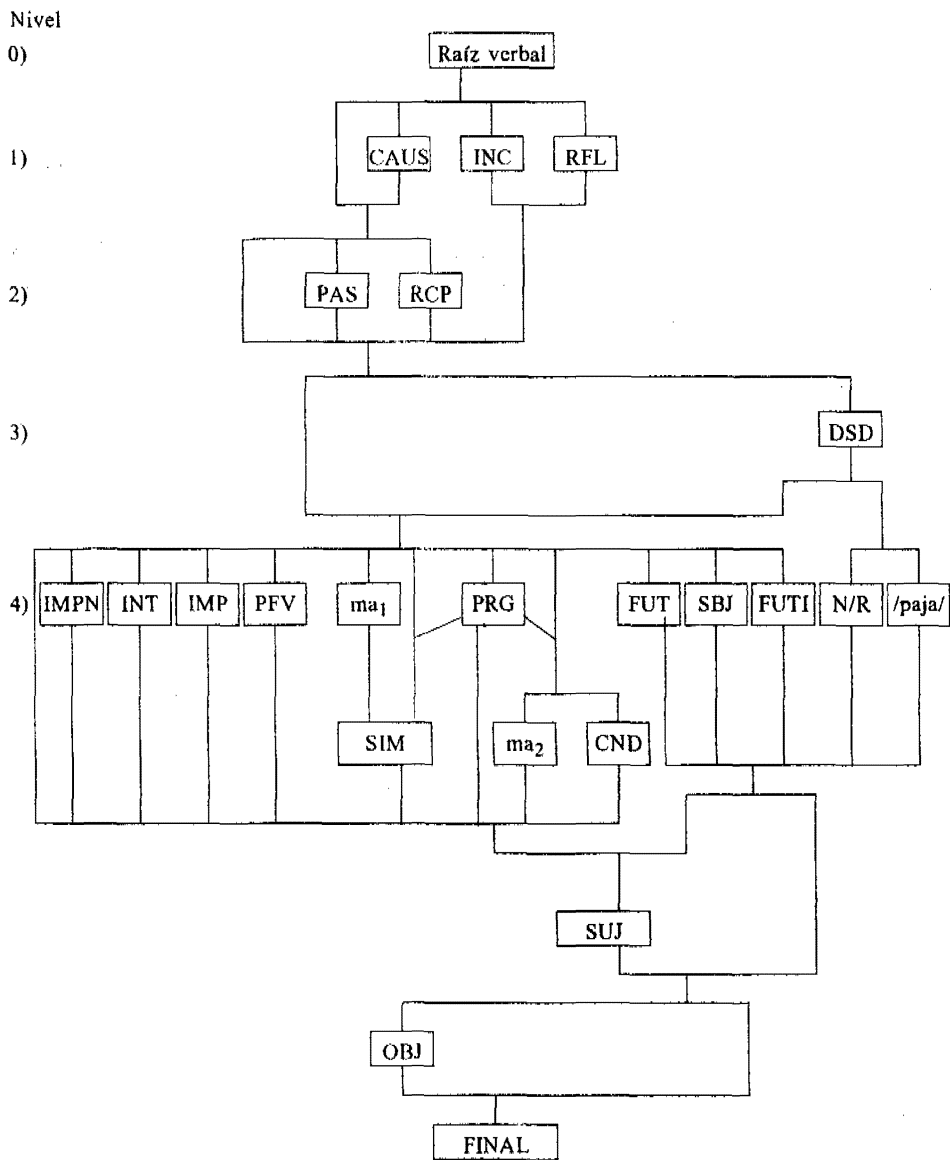 Nivel
0) Raíz verbal
1) CAUS INC RFL
2) PAS RCP
3) DSD
4) IMPN INT IMP PFV ma₁ PRG FUT SBJ FUTI N/R /paja/
SIM ma₂ CND
SUJ
OBJ
FINAL